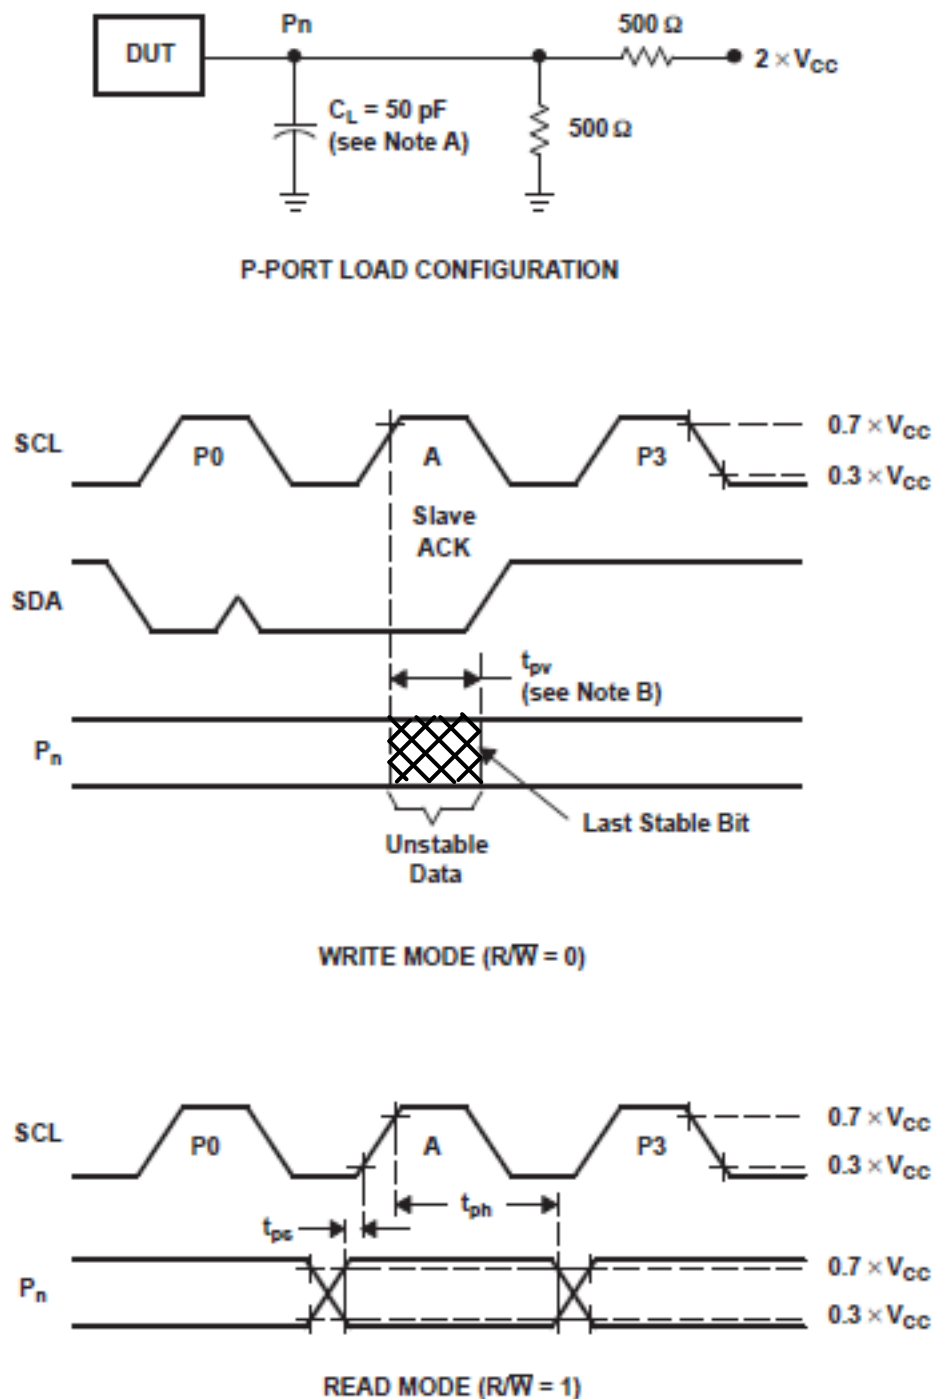 DUT
Pn
500 Ω
2 × VCC
CL = 50 pF
(see Note A)
500 Ω
P-PORT LOAD CONFIGURATION
SCL
P0
A
P3
0.7 × VCC
0.3 × VCC
Slave
ACK
SDA
tpv
(see Note B)
Pn
Last Stable Bit
Unstable
Data
WRITE MODE (R/W̅ = 0)
SCL
P0
A
P3
0.7 × VCC
0.3 × VCC
tph
tps
Pn
0.7 × VCC
0.3 × VCC
READ MODE (R/W̅ = 1)